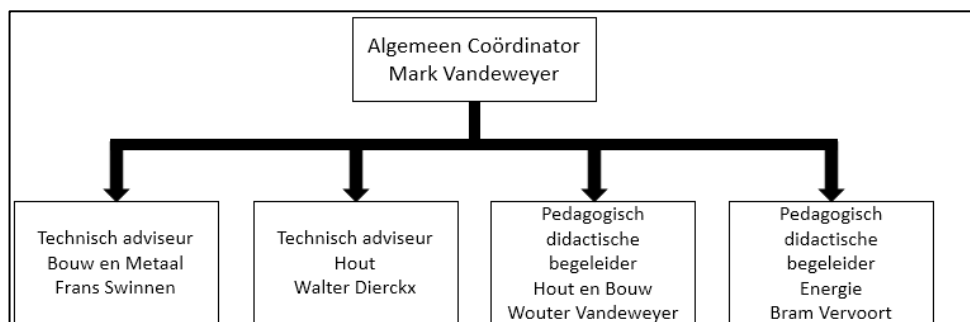 Algemeen Coördinator
Mark Vandeweyer
Technisch adviseur
Bouw en Metaal
Frans Swinnen
Technisch adviseur
Hout
Walter Dierckx
Pedagogisch
didactische
begeleider
Hout en Bouw
Wouter Vandeweyer
Pedagogisch
didactische
begeleider
Energie
Bram Vervoort